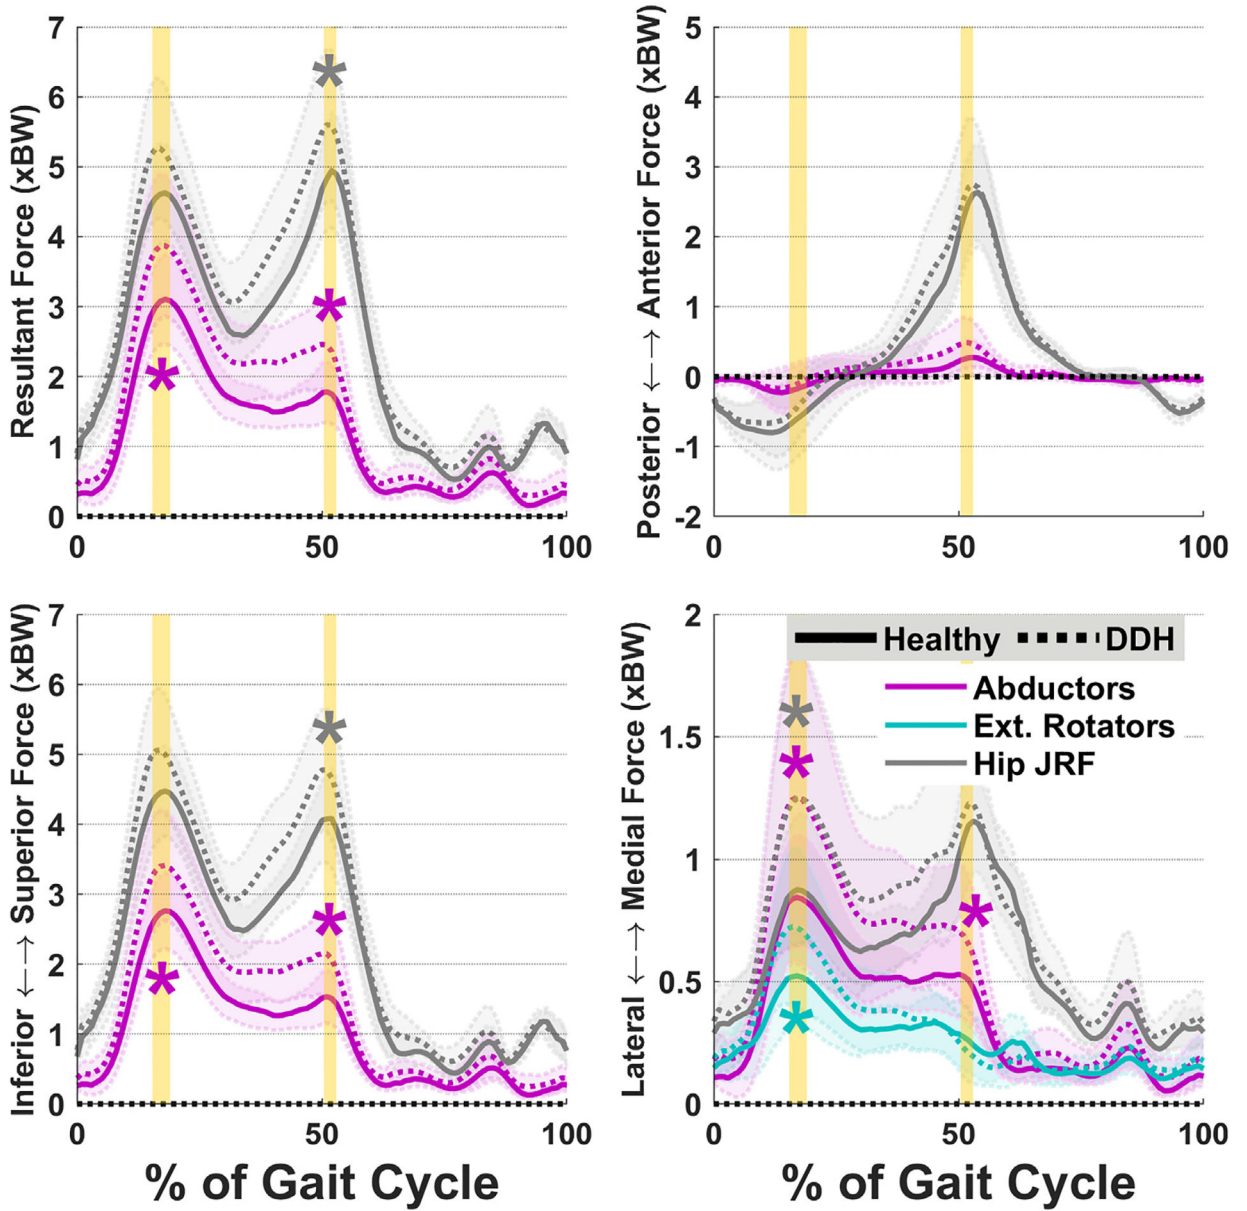 Resultant Force (xBW)
7
6
5
4
3
2
1
0
0 50 100
*
*
*
Posterior ←→ Anterior Force (xBW)
5
4
3
2
1
0
-1
-2
0 50 100
Inferior ←→ Superior Force (xBW)
7
6
5
4
3
2
1
0
0 50 100
*
*
*
% of Gait Cycle
Lateral ←→ Medial Force (xBW)
2
1.5
1
0.5
0
0 50 100
Healthy DDH
Abductors
Ext. Rotators
Hip JRF
*
*
*
*
% of Gait Cycle